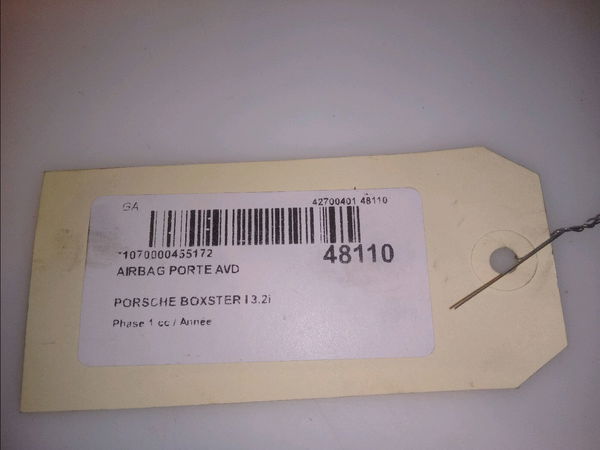 GA 42700401 48110
*1070000455172 48110
AIRBAG PORTE AVD
PORSCHE BOXSTER I 3.2i
Phase 1 cc / Année